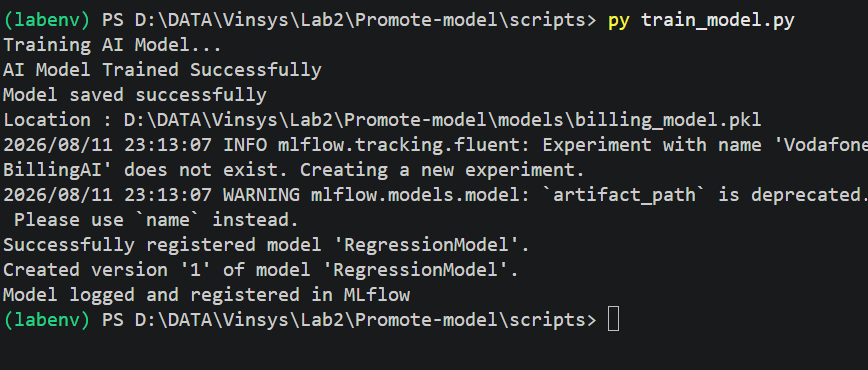 (labenv) PS D:\DATA\Vinsys\Lab2\Promote-model\scripts> py train_model.py
Training AI Model...
AI Model Trained Successfully
Model saved successfully
Location : D:\DATA\Vinsys\Lab2\Promote-model\models\billing_model.pkl
2026/08/11 23:13:07 INFO mlflow.tracking.fluent: Experiment with name 'Vodafone
BillingAI' does not exist. Creating a new experiment.
2026/08/11 23:13:07 WARNING mlflow.models.model: `artifact_path` is deprecated.
 Please use `name` instead.
Successfully registered model 'RegressionModel'.
Created version '1' of model 'RegressionModel'.
Model logged and registered in MLflow
(labenv) PS D:\DATA\Vinsys\Lab2\Promote-model\scripts>